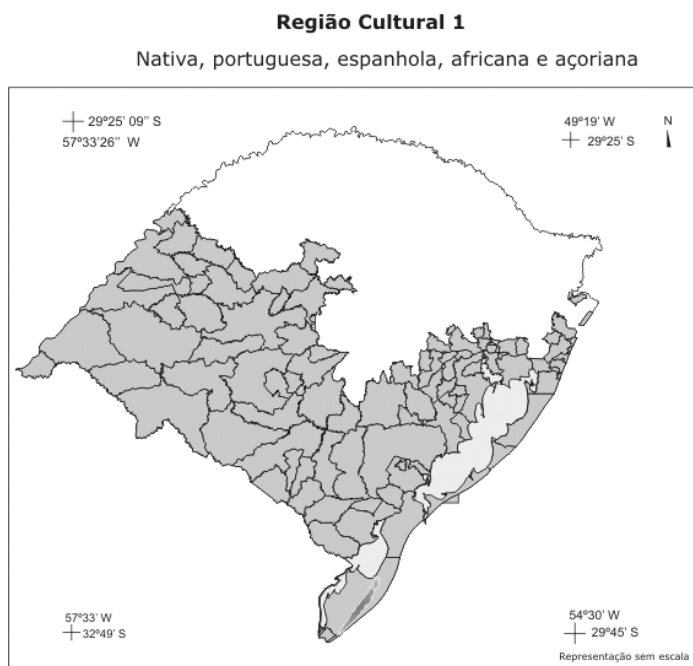 Região Cultural 1
Nativa, portuguesa, espanhola, africana e açoriana
29º25' 09'' S
57º33'26'' W
49º19' W
29º25' S
N
57º33' W
32º49' S
54º30' W
29º45' S
Representação sem escala